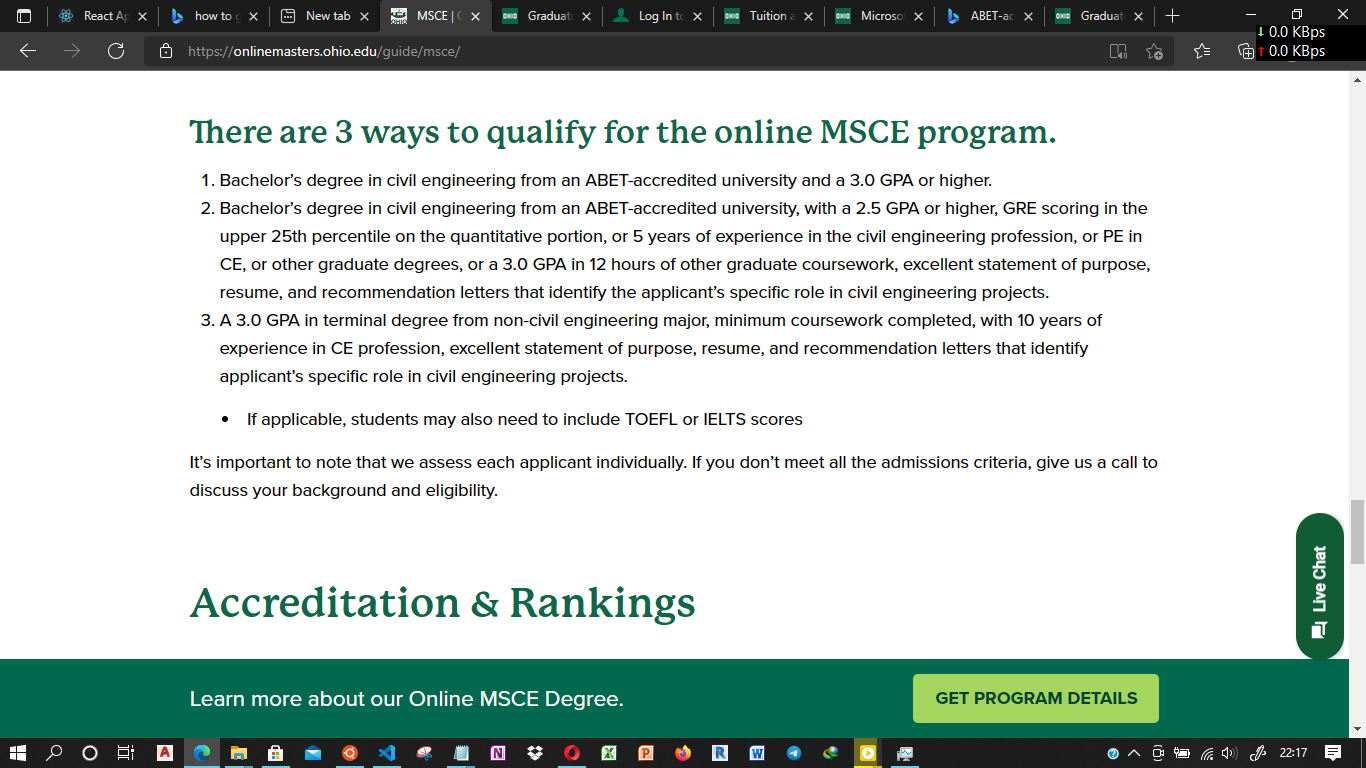 React Ap
how to g
New tab
MSCE | O
Graduat
Log In to
Tuition a
Microso
ABET-ac
Graduat
https://onlinemasters.ohio.edu/guide/msce/
↓ 0.0 KBps
↑ 0.0 KBps
There are 3 ways to qualify for the online MSCE program.
1. Bachelor’s degree in civil engineering from an ABET-accredited university and a 3.0 GPA or higher.
2. Bachelor’s degree in civil engineering from an ABET-accredited university, with a 2.5 GPA or higher, GRE scoring in the
upper 25th percentile on the quantitative portion, or 5 years of experience in the civil engineering profession, or PE in
CE, or other graduate degrees, or a 3.0 GPA in 12 hours of other graduate coursework, excellent statement of purpose,
resume, and recommendation letters that identify the applicant’s specific role in civil engineering projects.
3. A 3.0 GPA in terminal degree from non-civil engineering major, minimum coursework completed, with 10 years of
experience in CE profession, excellent statement of purpose, resume, and recommendation letters that identify
applicant’s specific role in civil engineering projects.
• If applicable, students may also need to include TOEFL or IELTS scores
It’s important to note that we assess each applicant individually. If you don’t meet all the admissions criteria, give us a call to
discuss your background and eligibility.
Live Chat
Accreditation & Rankings
Learn more about our Online MSCE Degree.
GET PROGRAM DETAILS
22:17